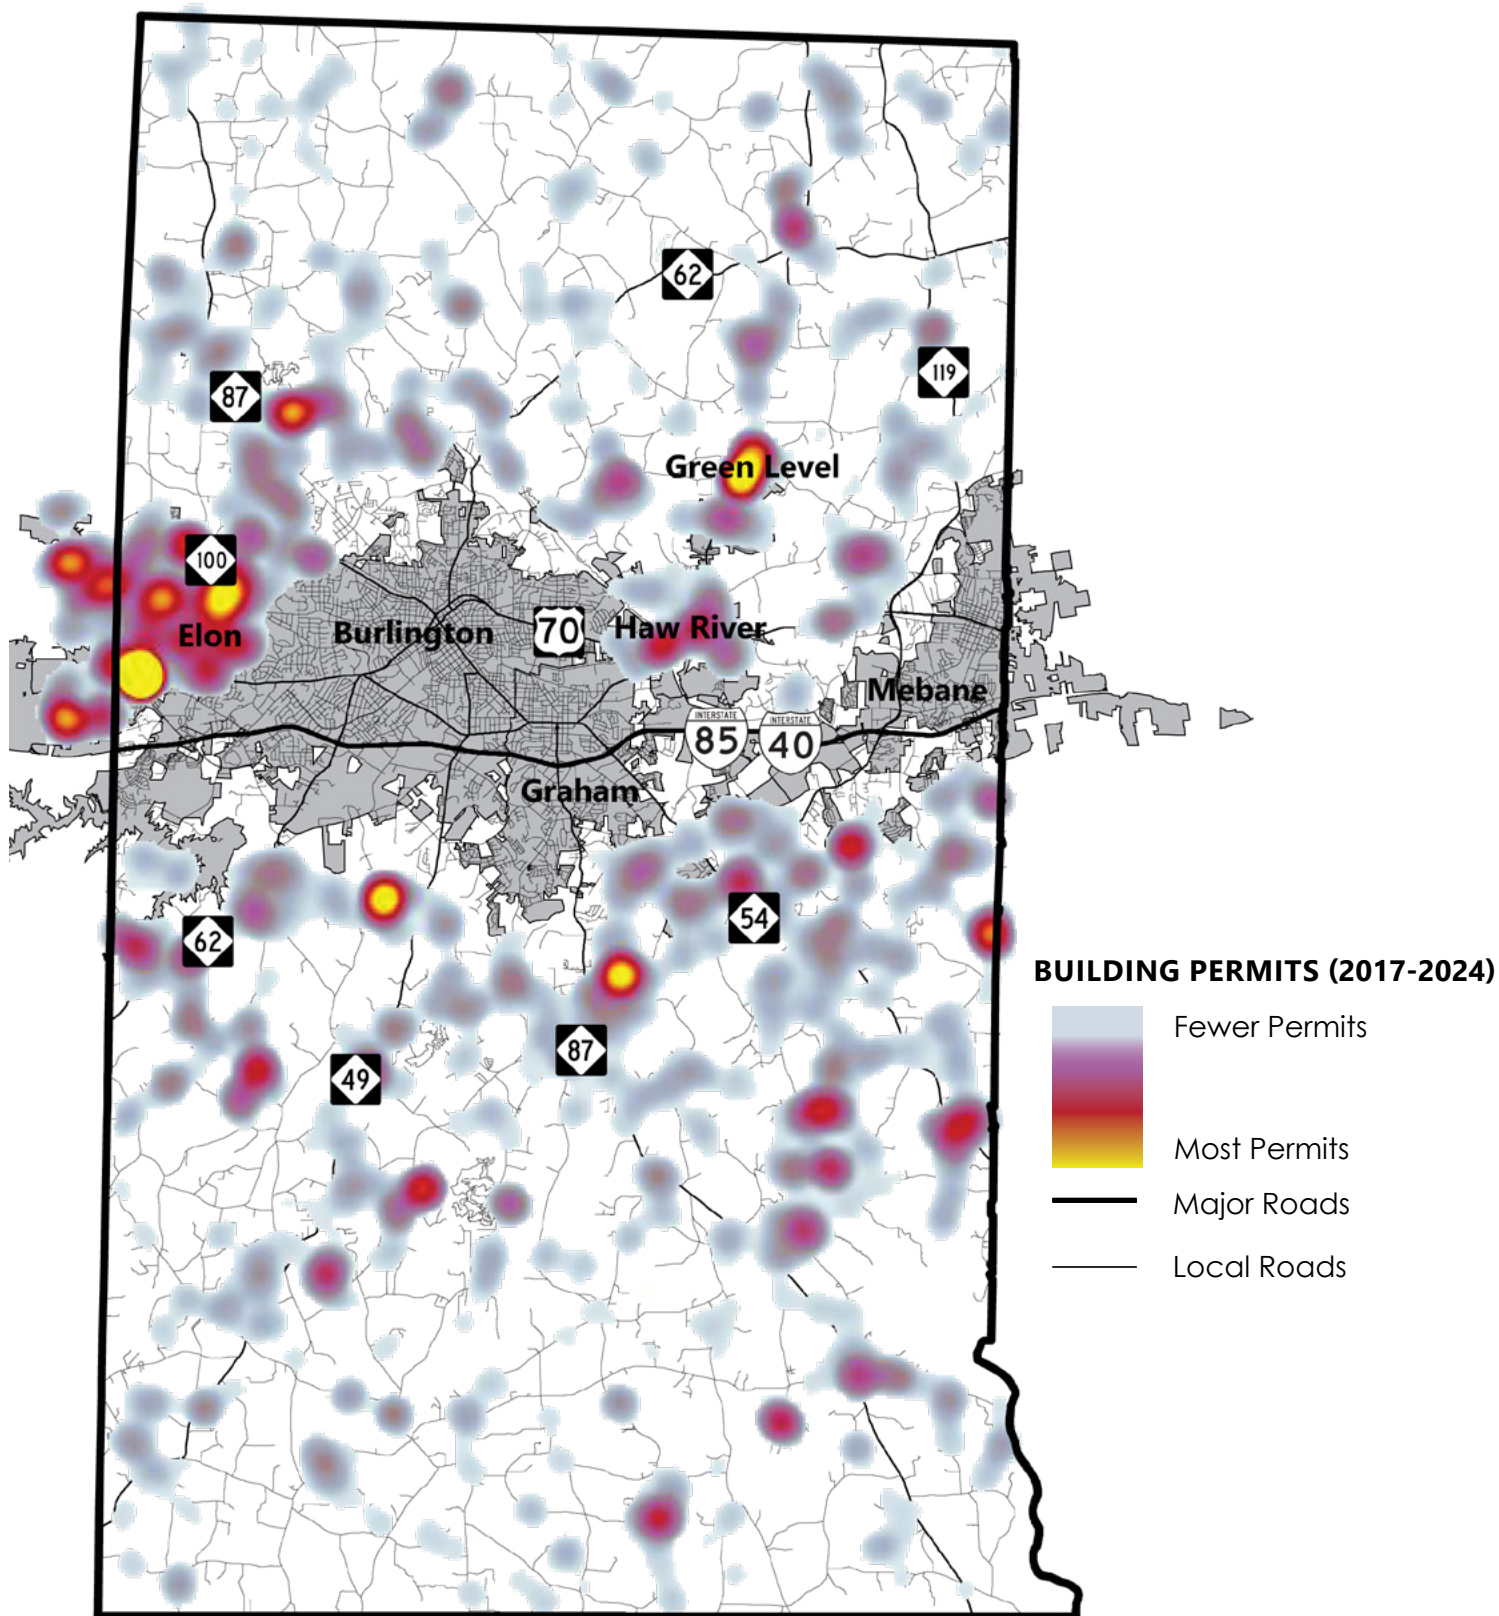 62
119
87
Green Level
100
Elon
Burlington
70
Haw River
Mebane
INTERSTATE
85
INTERSTATE
40
Graham
54
62
87
49
BUILDING PERMITS (2017-2024)
Fewer Permits
Most Permits
Major Roads
Local Roads